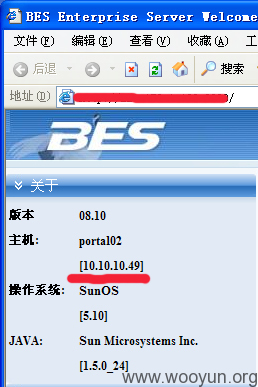 BES Enterprise Server Welcome
文件(F) 编辑(E) 查看(V) 收藏(A)
后退 搜索
地址(D) /
BES
关于
版本 08.10
主机: portal02
[10.10.10.49]
操作系统: SunOS
[5.10]
JAVA: Sun Microsystems Inc.
[1.5.0_24]
www.wooyun.org